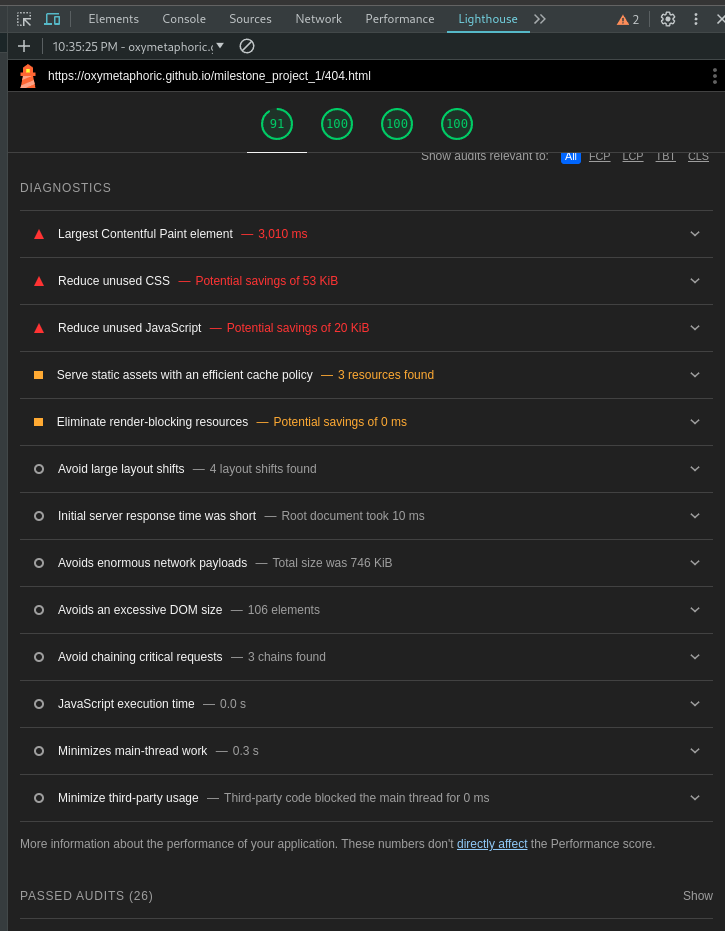 Elements Console Sources Network Performance Lighthouse 2
10:35:25 PM - oxymetaphoric.g
https://oxymetaphoric.github.io/milestone_project_1/404.html
91 100 100 100
Show audits relevant to: All FCP LCP TBT CLS
DIAGNOSTICS
Largest Contentful Paint element — 3,010 ms
Reduce unused CSS — Potential savings of 53 KiB
Reduce unused JavaScript — Potential savings of 20 KiB
Serve static assets with an efficient cache policy — 3 resources found
Eliminate render-blocking resources — Potential savings of 0 ms
Avoid large layout shifts — 4 layout shifts found
Initial server response time was short — Root document took 10 ms
Avoids enormous network payloads — Total size was 746 KiB
Avoids an excessive DOM size — 106 elements
Avoid chaining critical requests — 3 chains found
JavaScript execution time — 0.0 s
Minimizes main-thread work — 0.3 s
Minimize third-party usage — Third-party code blocked the main thread for 0 ms
More information about the performance of your application. These numbers don't directly affect the Performance score.
PASSED AUDITS (26) Show